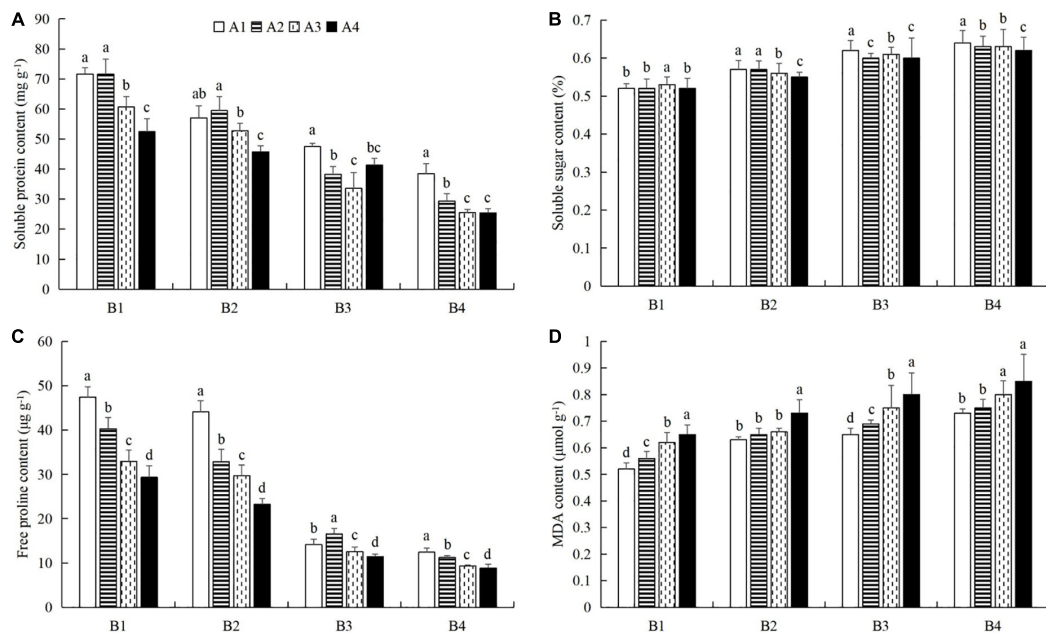 A
Soluble protein content (mg g-1)
90
80
70
60
50
40
30
20
10
0
A1 A2 A3 A4
a a b c
ab a b c
a b c bc
a b c c
B1 B2 B3 B4
B
Soluble sugar content (%)
0.7
0.6
0.5
0.4
0.3
0.2
0.1
0
b b a b
a a b c
a c b c
a b b c
B1 B2 B3 B4
C
Free proline content (μg g-1)
60
50
40
30
20
10
0
a b c d
a b c d
b a c d
a b c d
B1 B2 B3 B4
D
MDA content (μmol g-1)
1
0.9
0.8
0.7
0.6
0.5
0.4
0.3
0.2
0.1
0
d c b a
b b b a
d c b a
b b a a
B1 B2 B3 B4